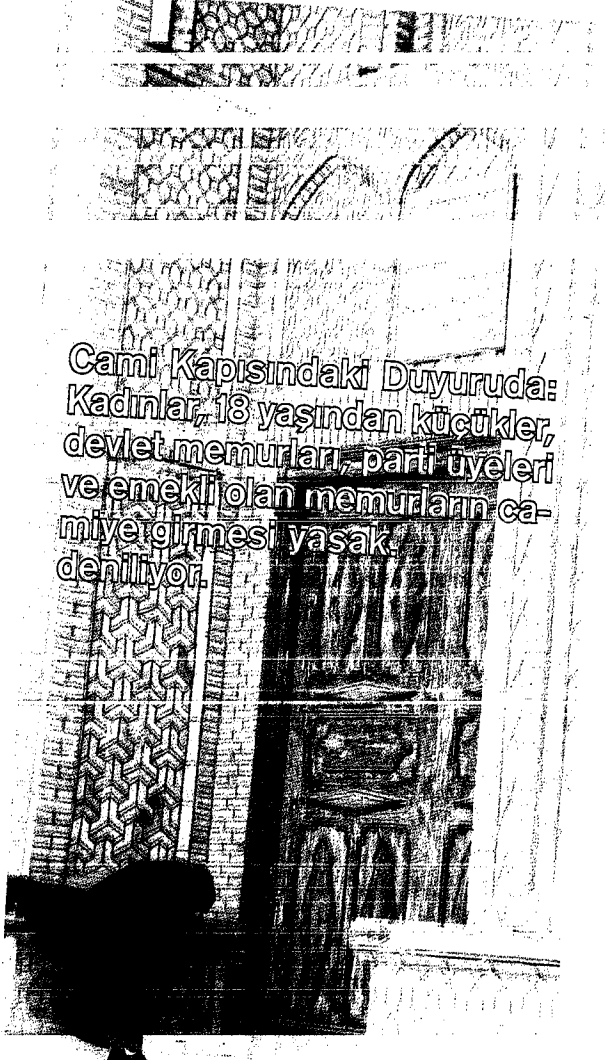 Cami Kapısındaki Duyuruda:
Kadınlar, 18 yaşından küçükler,
devlet memurları, parti üyeleri
ve emekli olan memurların ca-
miye girmesi yasak.
deniliyor.